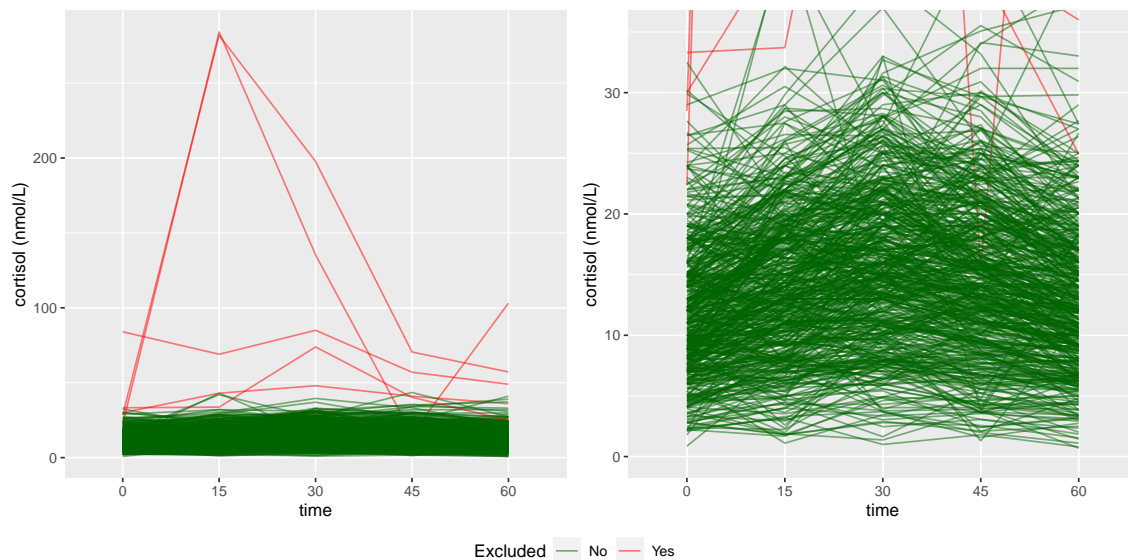 cortisol (nmol/L)
200
100
0
0 15 30 45 60
time
cortisol (nmol/L)
30
20
10
0
0 15 30 45 60
time
Excluded No Yes